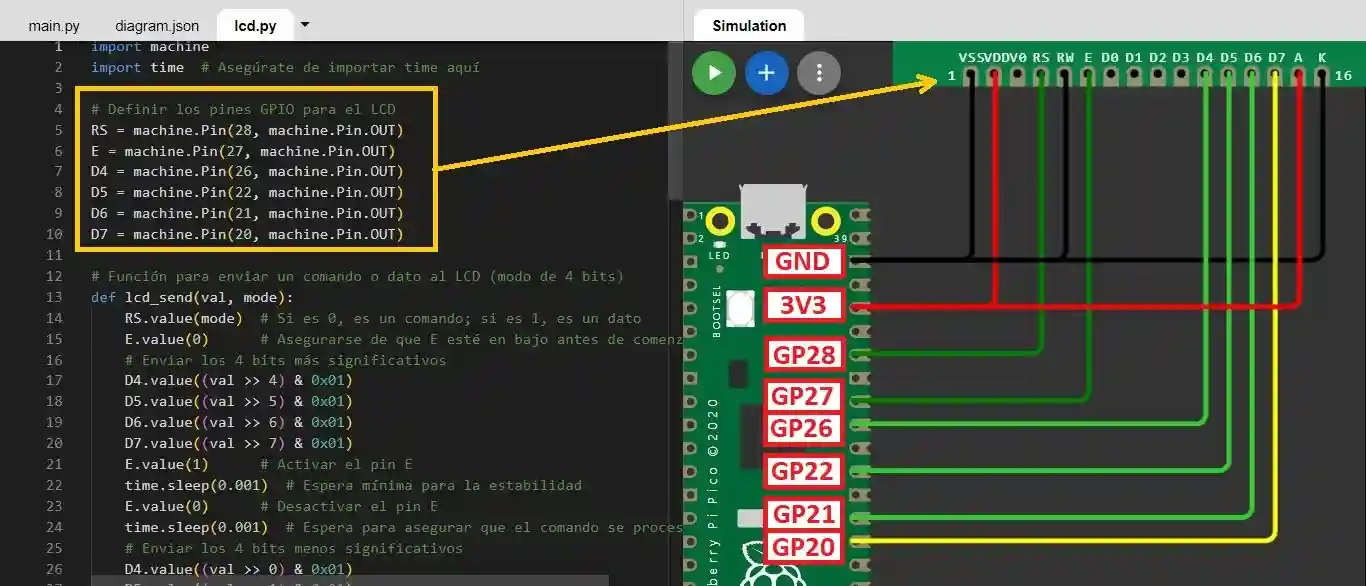 main.py diagram.json lcd.py
1 import machine
2 import time  # Asegúrate de importar time aquí
3
4 # Definir los pines GPIO para el LCD
5 RS = machine.Pin(28, machine.Pin.OUT)
6 E = machine.Pin(27, machine.Pin.OUT)
7 D4 = machine.Pin(26, machine.Pin.OUT)
8 D5 = machine.Pin(22, machine.Pin.OUT)
9 D6 = machine.Pin(21, machine.Pin.OUT)
10 D7 = machine.Pin(20, machine.Pin.OUT)
11
12 # Función para enviar un comando o dato al LCD (modo de 4 bits)
13 def lcd_send(val, mode):
14     RS.value(mode)  # Si es 0, es un comando; si es 1, es un dato
15     E.value(0)      # Asegurarse de que E esté en bajo antes de comenz
16     # Enviar los 4 bits más significativos
17     D4.value((val >> 4) & 0x01)
18     D5.value((val >> 5) & 0x01)
19     D6.value((val >> 6) & 0x01)
20     D7.value((val >> 7) & 0x01)
21     E.value(1)      # Activar el pin E
22     time.sleep(0.001)  # Espera mínima para la estabilidad
23     E.value(0)      # Desactivar el pin E
24     time.sleep(0.001)  # Espera para asegurar que el comando se proces
25     # Enviar los 4 bits menos significativos
26     D4.value((val >> 0) & 0x01)
Simulation
VSS VDD V0 RS RW E D0 D1 D2 D3 D4 D5 D6 D7 A K
1 16
1
2 39
LED
GND
BOOTSEL
3V3
GP28
GP27
GP26
GP22
GP21
GP20
berry Pi Pico ©2020